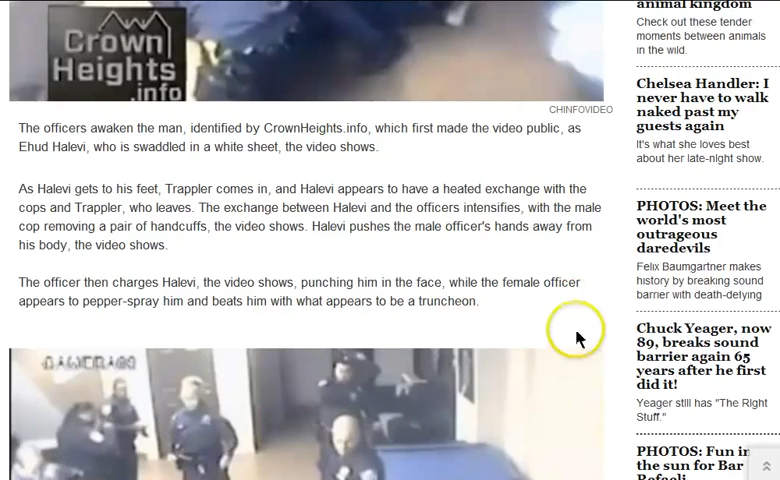 Crown
Heights
.info
CHINFOVIDEO
The officers awaken the man, identified by CrownHeights.info, which first made the video public, as
Ehud Halevi, who is swaddled in a white sheet, the video shows.
As Halevi gets to his feet, Trappler comes in, and Halevi appears to have a heated exchange with the
cops and Trappler, who leaves. The exchange between Halevi and the officers intensifies, with the male
cop removing a pair of handcuffs, the video shows. Halevi pushes the male officer's hands away from
his body, the video shows.
The officer then charges Halevi, the video shows, punching him in the face, while the female officer
appears to pepper-spray him and beats him with what appears to be a truncheon.
animal kingdom
Check out these tender
moments between animals
in the wild.
Chelsea Handler: I
never have to walk
naked past my
guests again
It's what she loves best
about her late-night show.
PHOTOS: Meet the
world's most
outrageous
daredevils
Felix Baumgartner makes
history by breaking sound
barrier with death-defying
Chuck Yeager, now
89, breaks sound
barrier again 65
years after he first
did it!
Yeager still has "The Right
Stuff."
PHOTOS: Fun in
the sun for Bar
Refaeli